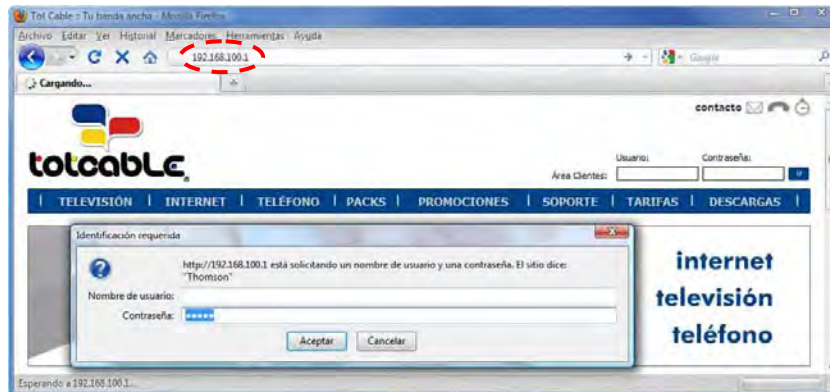 Tot Cable :: Tu banda ancha - Mozilla Firefox
Archivo Editar Ver Historial Marcadores Herramientas Ayuda
192.168.100.1
Google
Cargando...
contacto
totcable
Usuario: Contraseña:
Área Clientes:
TELEVISIÓN | INTERNET | TELÉFONO | PACKS | PROMOCIONES | SOPORTE | TARIFAS | DESCARGAS |
Identificación requerida
http://192.168.100.1 está solicitando un nombre de usuario y una contraseña. El sitio dice:
"Thomson"
Nombre de usuario:
Contraseña: •••••
Aceptar Cancelar
internet
televisión
teléfono
Esperando a 192.168.100.1...